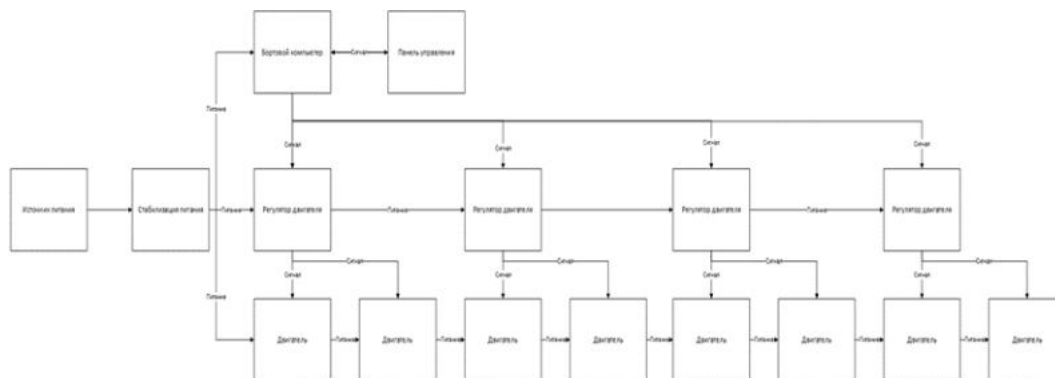 Бортовой компьютер
Сигнал
Панель управления
Питание
Сигнал
Сигнал
Сигнал
Сигнал
Источник питания
Стабилизация питания
Питание
Регулятор двигателя
Питание
Регулятор двигателя
Регулятор двигателя
Питание
Регулятор двигателя
Сигнал
Сигнал
Сигнал
Сигнал
Сигнал
Сигнал
Сигнал
Сигнал
Питание
Двигатель
Питание
Двигатель
Питание
Двигатель
Питание
Двигатель
Питание
Двигатель
Питание
Двигатель
Питание
Двигатель
Питание
Двигатель